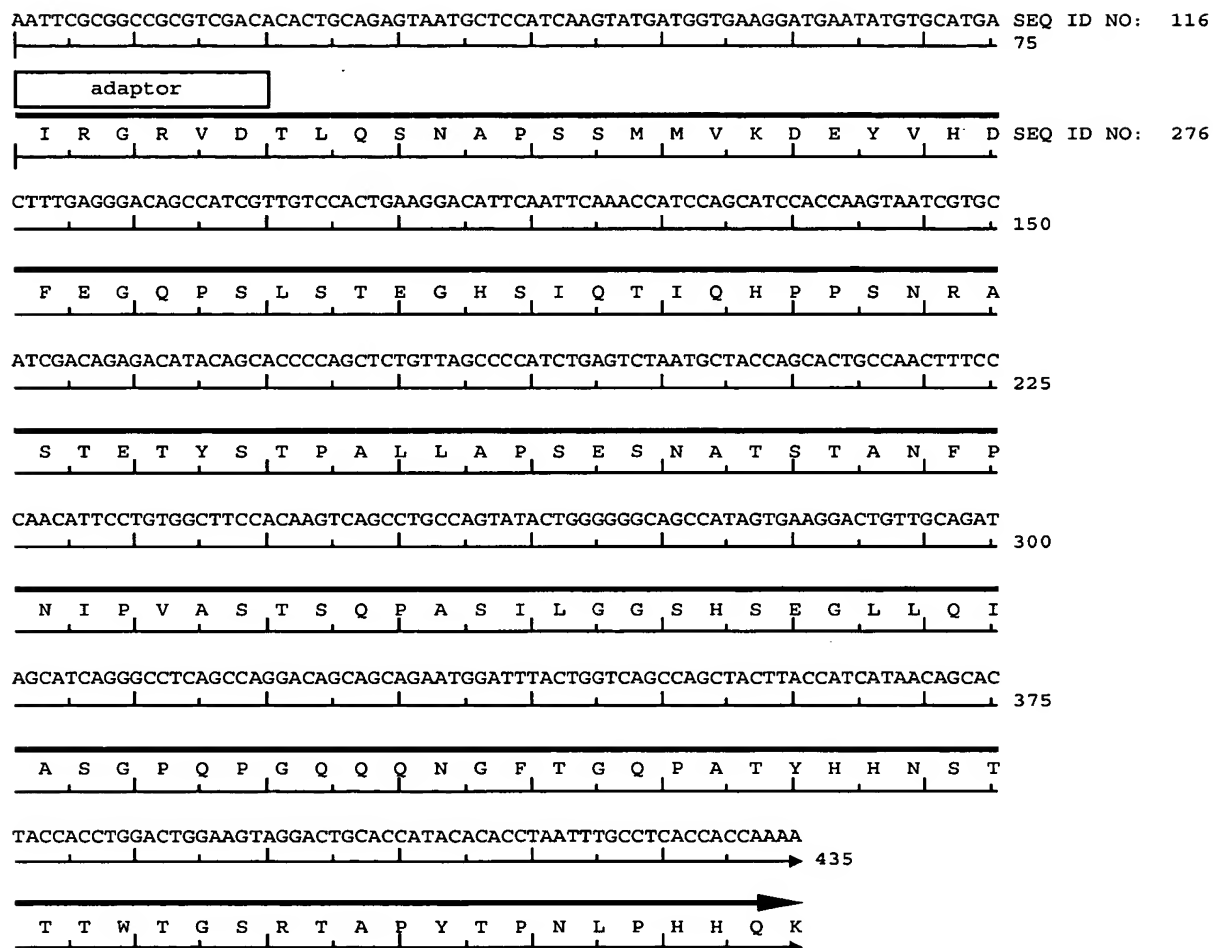 AATTCGCGGCCGCGTCGACACACTGCAGAGTAATGCTCCATCAAGTATGATGGTGAAGGATGAATATGTGCATGA SEQ ID NO: 116
75
adaptor
I R G R V D T L Q S N A P S S M M V K D E Y V H D SEQ ID NO: 276
CTTTGAGGGACAGCCATCGTTGTCCACTGAAGGACATTCAATTCAAACCATCCAGCATCCACCAAGTAATCGTGC
150
F E G Q P S L S T E G H S I Q T I Q H P P S N R A
ATCGACAGAGACATACAGCACCCCAGCTCTGTTAGCCCCATCTGAGTCTAATGCTACCAGCACTGCCAACTTTCC
225
S T E T Y S T P A L L A P S E S N A T S T A N F P
CAACATTCCTGTGGCTTCCACAAGTCAGCCTGCCAGTATACTGGGGGGCAGCCATAGTGAAGGACTGTTGCAGAT
300
N I P V A S T S Q P A S I L G G S H S E G L L Q I
AGCATCAGGGCCTCAGCCAGGACAGCAGCAGAATGGATTTACTGGTCAGCCAGCTACTTACCATCATAACAGCAC
375
A S G P Q P G Q Q Q N G F T G Q P A T Y H H N S T
TACCACCTGGACTGGAAGTAGGACTGCACCATACACACCTAATTTGCCTCACCACCAAAA
435
T T W T G S R T A P Y T P N L P H H Q K